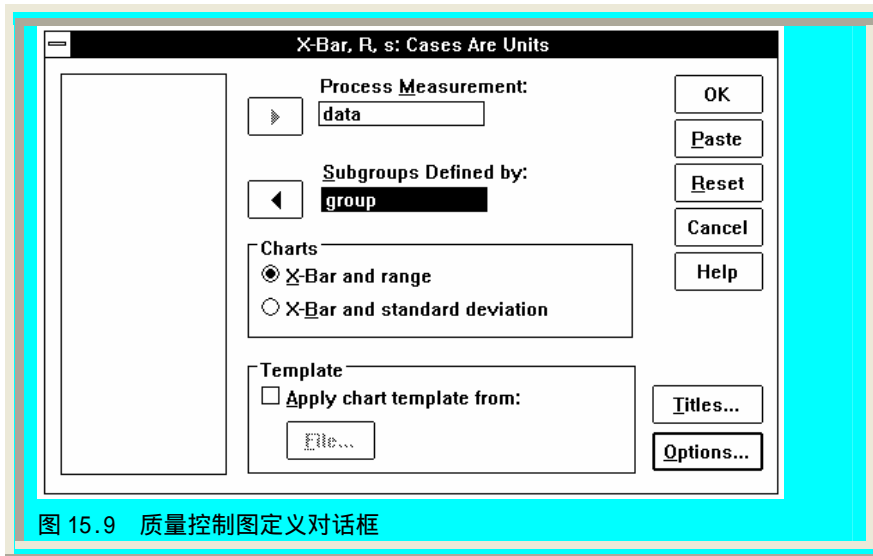 X-Bar, R, s: Cases Are Units
Process Measurement:
data
Subgroups Defined by:
group
Charts
X-Bar and range
X-Bar and standard deviation
Template
Apply chart template from:
File...
OK
Paste
Reset
Cancel
Help
Titles...
Options...
图 15.9 质量控制图定义对话框